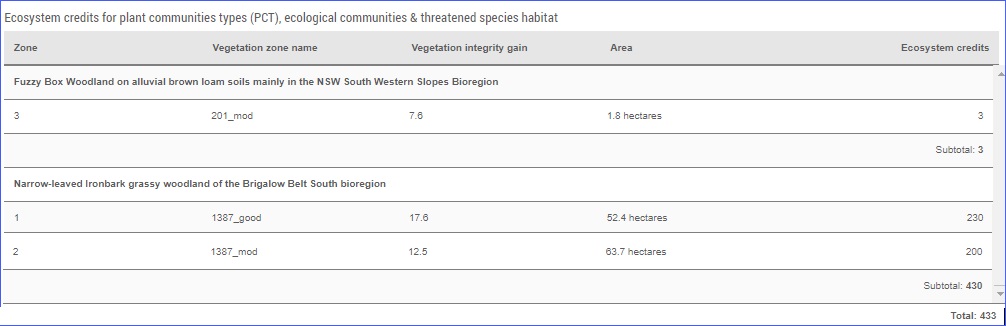 Ecosystem credits for plant communities types (PCT), ecological communities & threatened species habitat
Zone Vegetation zone name Vegetation integrity gain Area Ecosystem credits
Fuzzy Box Woodland on alluvial brown loam soils mainly in the NSW South Western Slopes Bioregion
3 201_mod 7.6 1.8 hectares 3
Subtotal: 3
Narrow-leaved Ironbark grassy woodland of the Brigalow Belt South bioregion
1 1387_good 17.6 52.4 hectares 230
2 1387_mod 12.5 63.7 hectares 200
Subtotal: 430
Total: 433